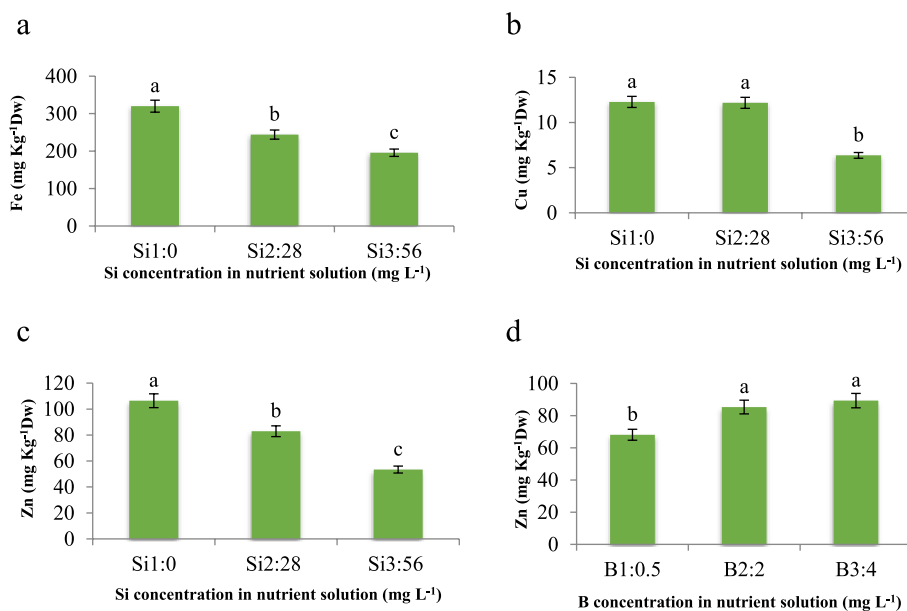 a
Fe (mg Kg⁻¹Dw)
400
300
200
100
0
a
b
c
Si1:0 Si2:28 Si3:56
Si concentration in nutrient solution (mg L⁻¹)
b
Cu (mg Kg⁻¹Dw)
15
10
5
0
a
a
b
Si1:0 Si2:28 Si3:56
Si concentration in nutrient solution (mg L⁻¹)
c
Zn (mg Kg⁻¹Dw)
120
100
80
60
40
20
0
a
b
c
Si1:0 Si2:28 Si3:56
Si concentration in nutrient solution (mg L⁻¹)
d
Zn (mg Kg⁻¹Dw)
100
80
60
40
20
0
b
a
a
B1:0.5 B2:2 B3:4
B concentration in nutrient solution (mg L⁻¹)